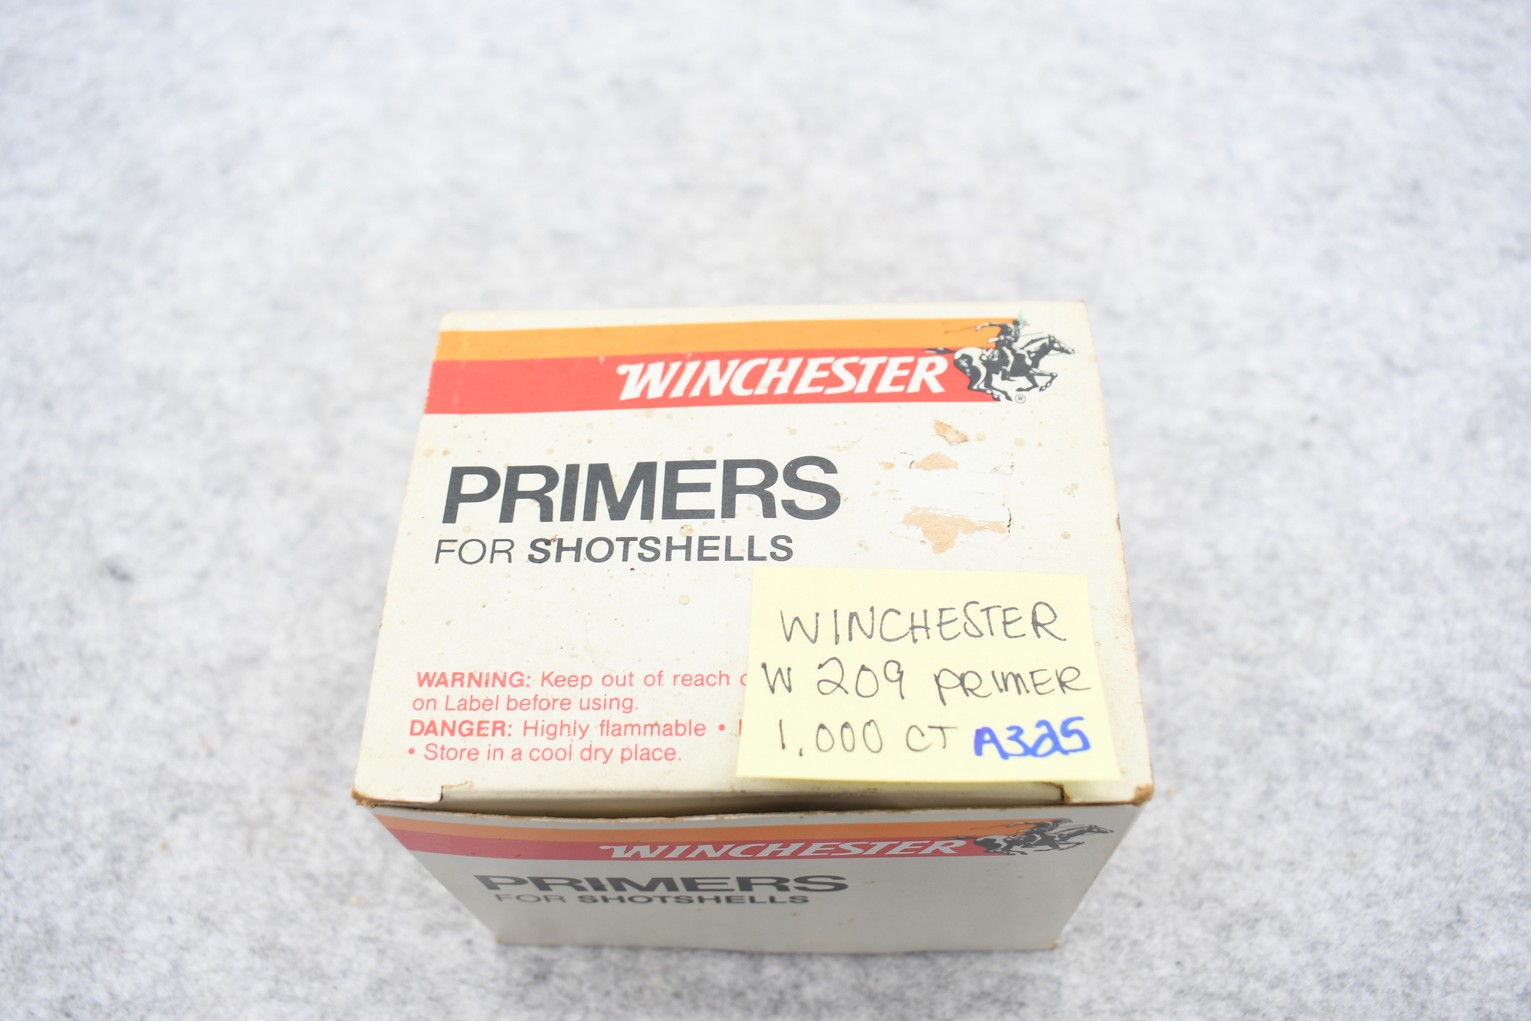 WINCHESTER
®
PRIMERS
FOR SHOTSHELLS
WARNING: Keep out of reach
on Label before using.
DANGER: Highly flammable •
• Store in a cool dry place.
WINCHESTER
W 209 PRIMER
1,000 CT A325
WINCHESTER
PRIMERS
FOR SHOTSHELLS